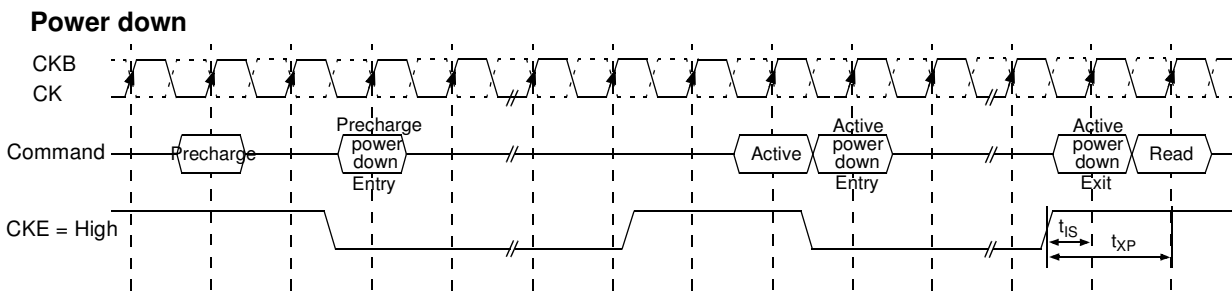 Power down
CKB
CK
Command
Precharge
Precharge
power
down
Entry
Active
Active
power
down
Entry
Active
power
down
Exit
Read
CKE = High
tIS
tXP